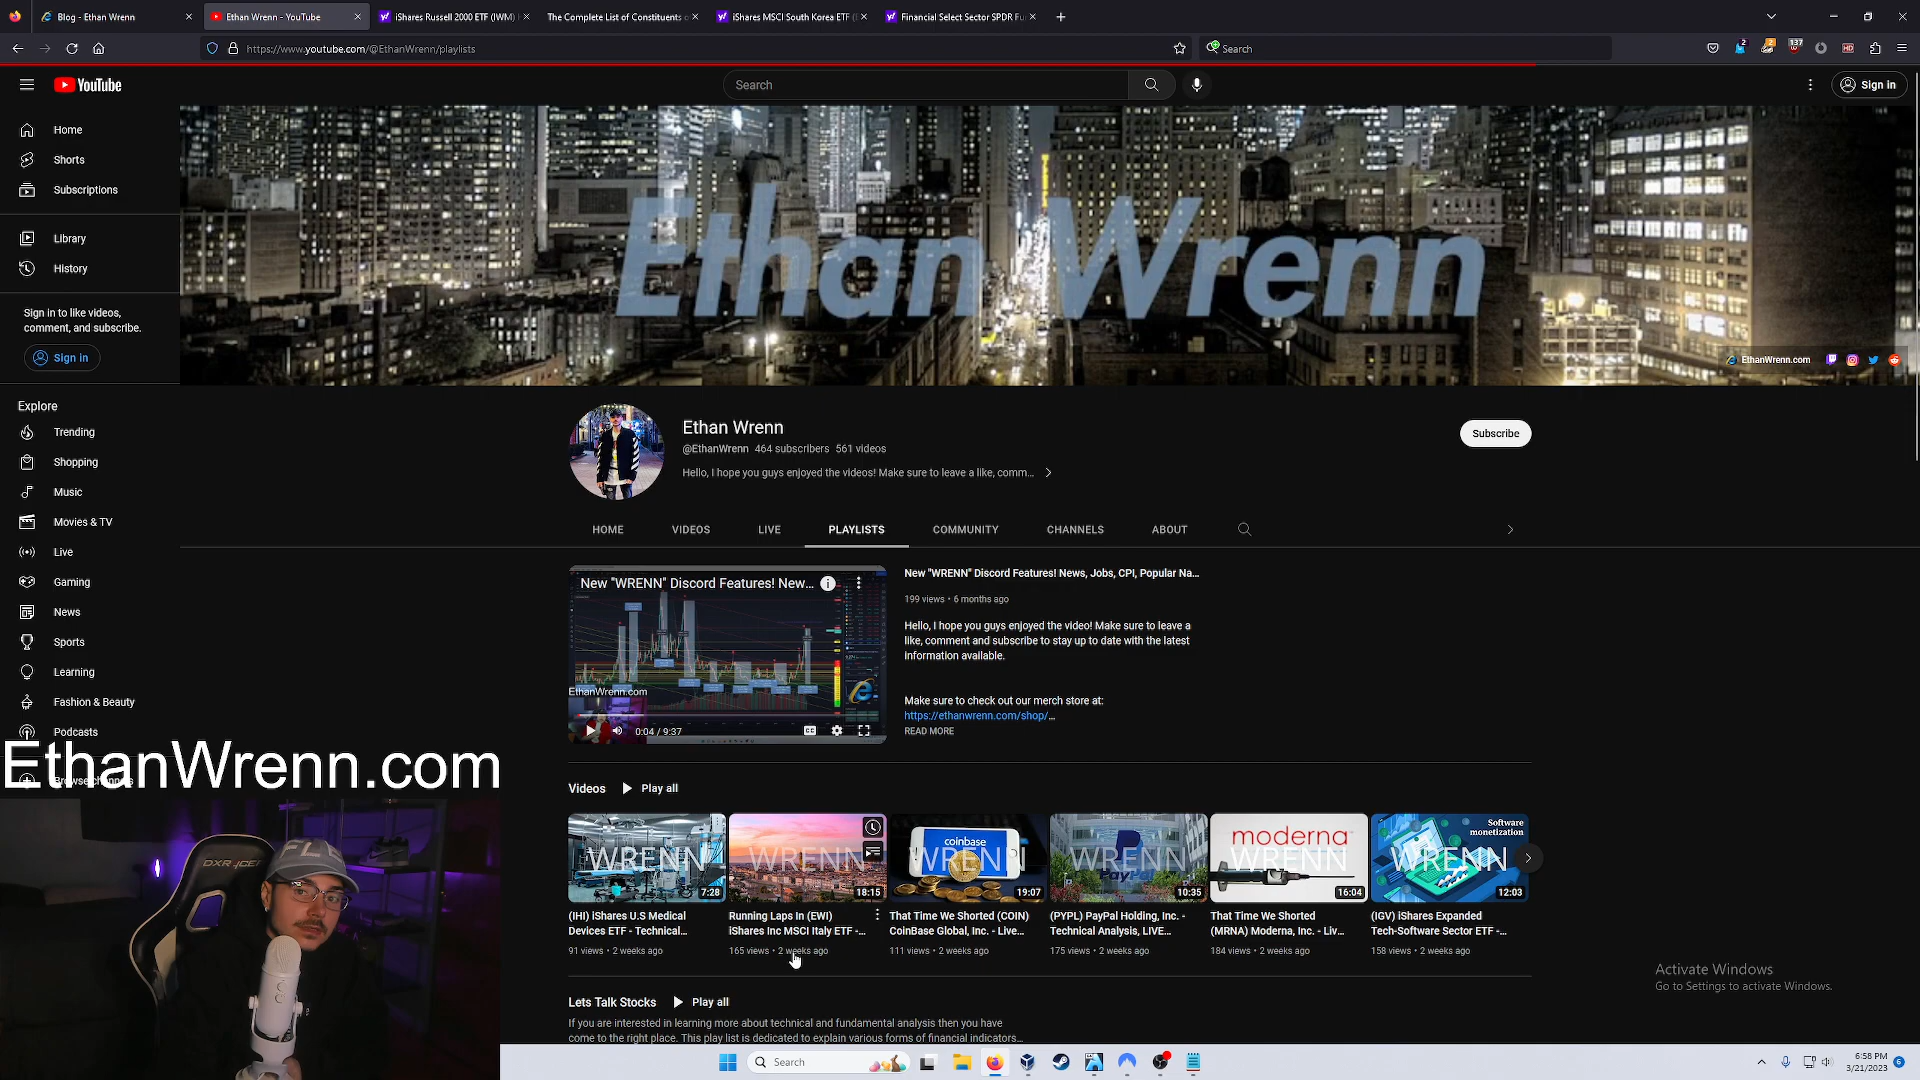 Blog - Ethan Wrenn
Ethan Wrenn - YouTube
iShares Russell 2000 ETF (IWM)
The Complete List of Constituents
iShares MSCI South Korea ETF (
Financial Select Sector SPDR Fu
https://www.youtube.com/@EthanWrenn/playlists
Search
2
2
137
HD
YouTube
Search
Sign in
Home
Shorts
Subscriptions
Library
History
Sign in to like videos,
comment, and subscribe.
Sign in
Explore
Trending
Shopping
Music
Movies & TV
Live
Gaming
News
Sports
Learning
Fashion & Beauty
Podcasts
Browse channels
EthanWrenn.com
DXRACER
Ethan Wrenn
EthanWrenn.com
Ethan Wrenn
@EthanWrenn 464 subscribers 561 videos
Hello, I hope you guys enjoyed the videos! Make sure to leave a like, comm...
Subscribe
HOME
VIDEOS
LIVE
PLAYLISTS
COMMUNITY
CHANNELS
ABOUT
New "WRENN" Discord Features! New...
EthanWrenn.com
0:04 / 9:37
New "WRENN" Discord Features! News, Jobs, CPI, Popular Na...
199 views • 6 months ago
Hello, I hope you guys enjoyed the video! Make sure to leave a
like, comment and subscribe to stay up to date with the latest
information available.
Make sure to check out our merch store at:
https://ethanwrenn.com/shop/...
READ MORE
Videos
Play all
WRENN
7:28
(IHI) iShares U.S Medical
Devices ETF - Technical...
91 views • 2 weeks ago
WRENN
18:15
Running Laps In (EWI)
iShares Inc MSCI Italy ETF -...
165 views • 2 weeks ago
coinbase
WRENN
19:07
That Time We Shorted (COIN)
CoinBase Global, Inc. - Live...
111 views • 2 weeks ago
WRENN
PayPal
10:35
(PYPL) PayPal Holding, Inc. -
Technical Analysis, LIVE...
175 views • 2 weeks ago
moderna
WRENN
16:04
That Time We Shorted
(MRNA) Moderna, Inc. - Liv...
184 views • 2 weeks ago
Software
monetization
WRENN
12:03
(IGV) iShares Expanded
Tech-Software Sector ETF -...
158 views • 2 weeks ago
Lets Talk Stocks
Play all
If you are interested in learning more about technical and fundamental analysis then you have
come to the right place. This play list is dedicated to explain various forms of financial indicators...
Activate Windows
Go to Settings to activate Windows.
Search
6:58 PM
3/21/2023
6